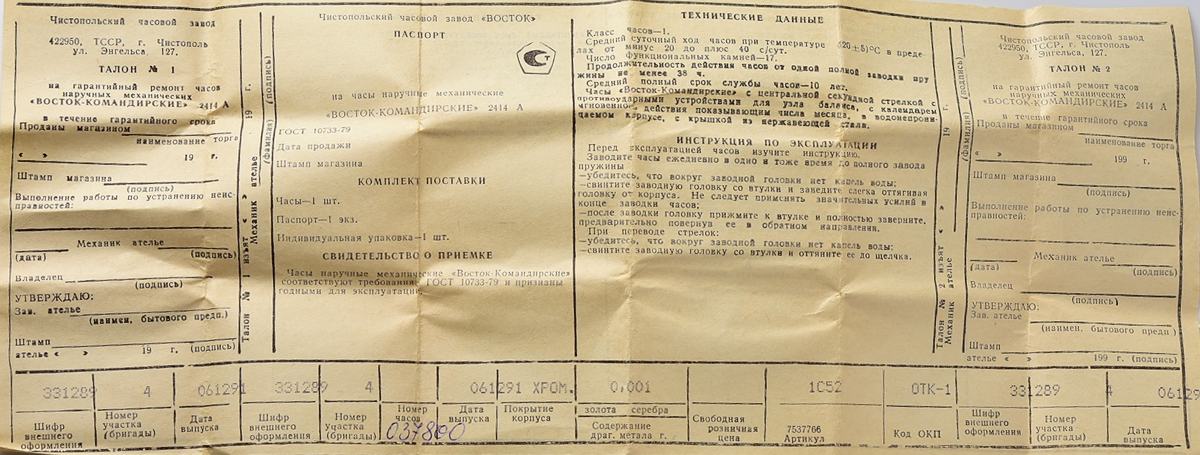 Чистопольский часовой завод
422950, ТССР, г. Чистополь
ул. Энгельса, 127.
ТАЛОН № 1
на гарантийный ремонт часов
наручных механических
«ВОСТОК-КОМАНДИРСКИЕ» 2414 А
в течение гарантийного срока
Проданы магазином
наименование торга
« » 19 г.
Штамп магазина
(подпись)
Выполнение работы по устранению неис-
правностей:
Механик ателье
(дата) (подпись)
Владелец
(подпись)
УТВЕРЖДАЮ:
Зав. ателье
(наимен, бытового предп.)
Штамп
ателье « » 19 г. (подпись)
Талон № 1 изъят « » 19 г.
Механик ателье
(фамилия) (подпись)
Чистопольский часовой завод «ВОСТОК»
ПАСПОРТ
на часы наручные механические
«ВОСТОК-КОМАНДИРСКИЕ» 2414 А
ГОСТ 10733-79
Дата продажи
Штамп магазина
КОМПЛЕКТ ПОСТАВКИ
Часы—1 шт.
Паспорт—1 экз.
Индивидуальная упаковка—1 шт.
СВИДЕТЕЛЬСТВО О ПРИЕМКЕ
Часы наручные механические «Восток-Командирские»
соответствуют требованиям ГОСТ 10733-79 и признаны
годными для эксплуатации.
ТЕХНИЧЕСКИЕ ДАННЫЕ
Класс часов—1.
Средний суточный ход часов при температуре (20±5)°С в преде-
лах от минус 20 до плюс 40 с/сут.
Число функциональных камней—17.
Продолжительность действия часов от одной полной заводки пру
жины не менее 38 ч.
Средний полный срок службы часов—10 лет.
Часы «Восток-Командирские» с центральной секундной стрелкой с
противоударными устройствами для узла баланса, с календарем
мгновенного действия показывающим числа месяца, в водонепрони-
цаемом корпусе, с крышкой из нержавеющей стали.
ИНСТРУКЦИЯ ПО ЭКСПЛУАТАЦИИ
Перед эксплуатацией часов изучите инструкцию.
Заводите часы ежедневно в одно и тоже время до полного завода
пружины
—убедитесь, что вокруг заводной головки нет капель воды;
—свинтите заводную головку со втулки и заведите слегка оттягивая
головку от корпуса. Не следует применять значительных усилий в
конце заводки часов;
—после заводки головку прижмите к втулке и полностью заверните.
предварительно повернув ее в обратном направления.
При переводе стрелок:
—убедитесь, что вокруг заводной головки нет капель воды:
—свинтите заводную головку со втулки и оттяните ее до щелчка.
Талон № 2 изъят « » 19 г.
Механик ателье
(фамилия) (подпись)
Чистопольский часовой завод
422950, ТССР, г. Чистополь
ул. Энгельса, 127.
ТАЛОН № 2
на гарантийный ремонт часов
наручных механических
«ВОСТОК-КОМАНДИРСКИЕ» 2414 А
в течение гарантийного срока
Проданы магазином
наименование торга
« » 199 г.
Штамп магазина
(подпись)
Выполнение работы по устранению неис-
правностей:
Механик ателье
(дата) (подпись)
Владелец
(подпись)
УТВЕРЖДАЮ:
Зав. ателье
(наимен, бытового предп)
Штамп
ателье « » 199 г. (подпись)
331289 4 061291 331289 4 061291 ХРОМ. 0,001 1052 ОТК-1 331289 4 06129
Шифр внешнего оформления
Номер участка (бригады)
Дата выпуска
Шифр внешнего оформления
Номер участка (бригады)
Номер часов
037800
Дата выпуска
Покрытие корпуса
золота серебра
Содержание драг. металла г.
Свободная розничная цена
7537766
Артикул
Код ОКП
Шифр внешнего оформления
Номер участка (бригады)
Дата выпуска